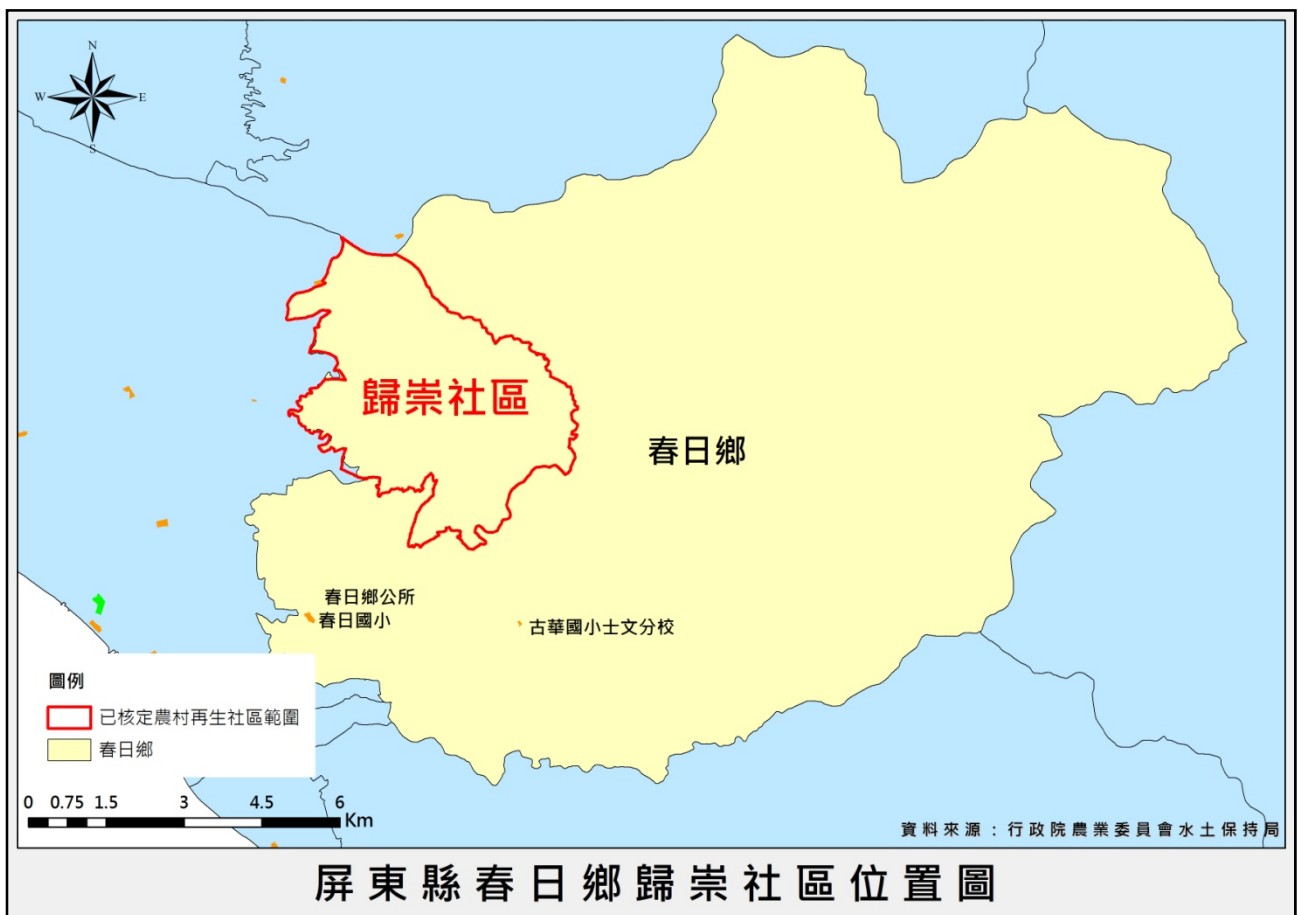 N
W
E
S
歸崇社區
春日鄉
春日鄉公所
春日國小
古華國小士文分校
圖例
已核定農村再生社區範圍
春日鄉
0 0.75 1.5 3 4.5 6
Km
資料來源：行政院農業委員會水土保持局
屏東縣春日鄉歸崇社區位置圖